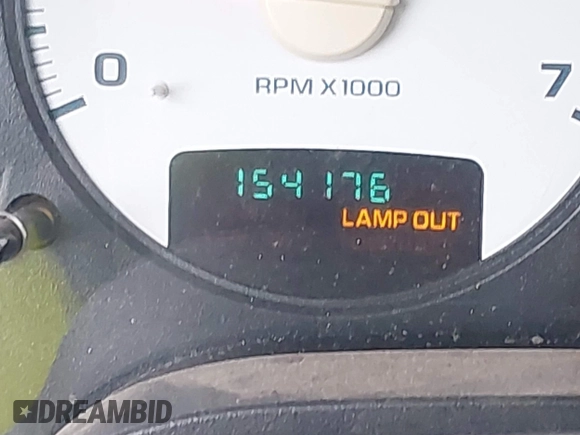 0
7
RPM X1000
154176
LAMP OUT
DREAMBID